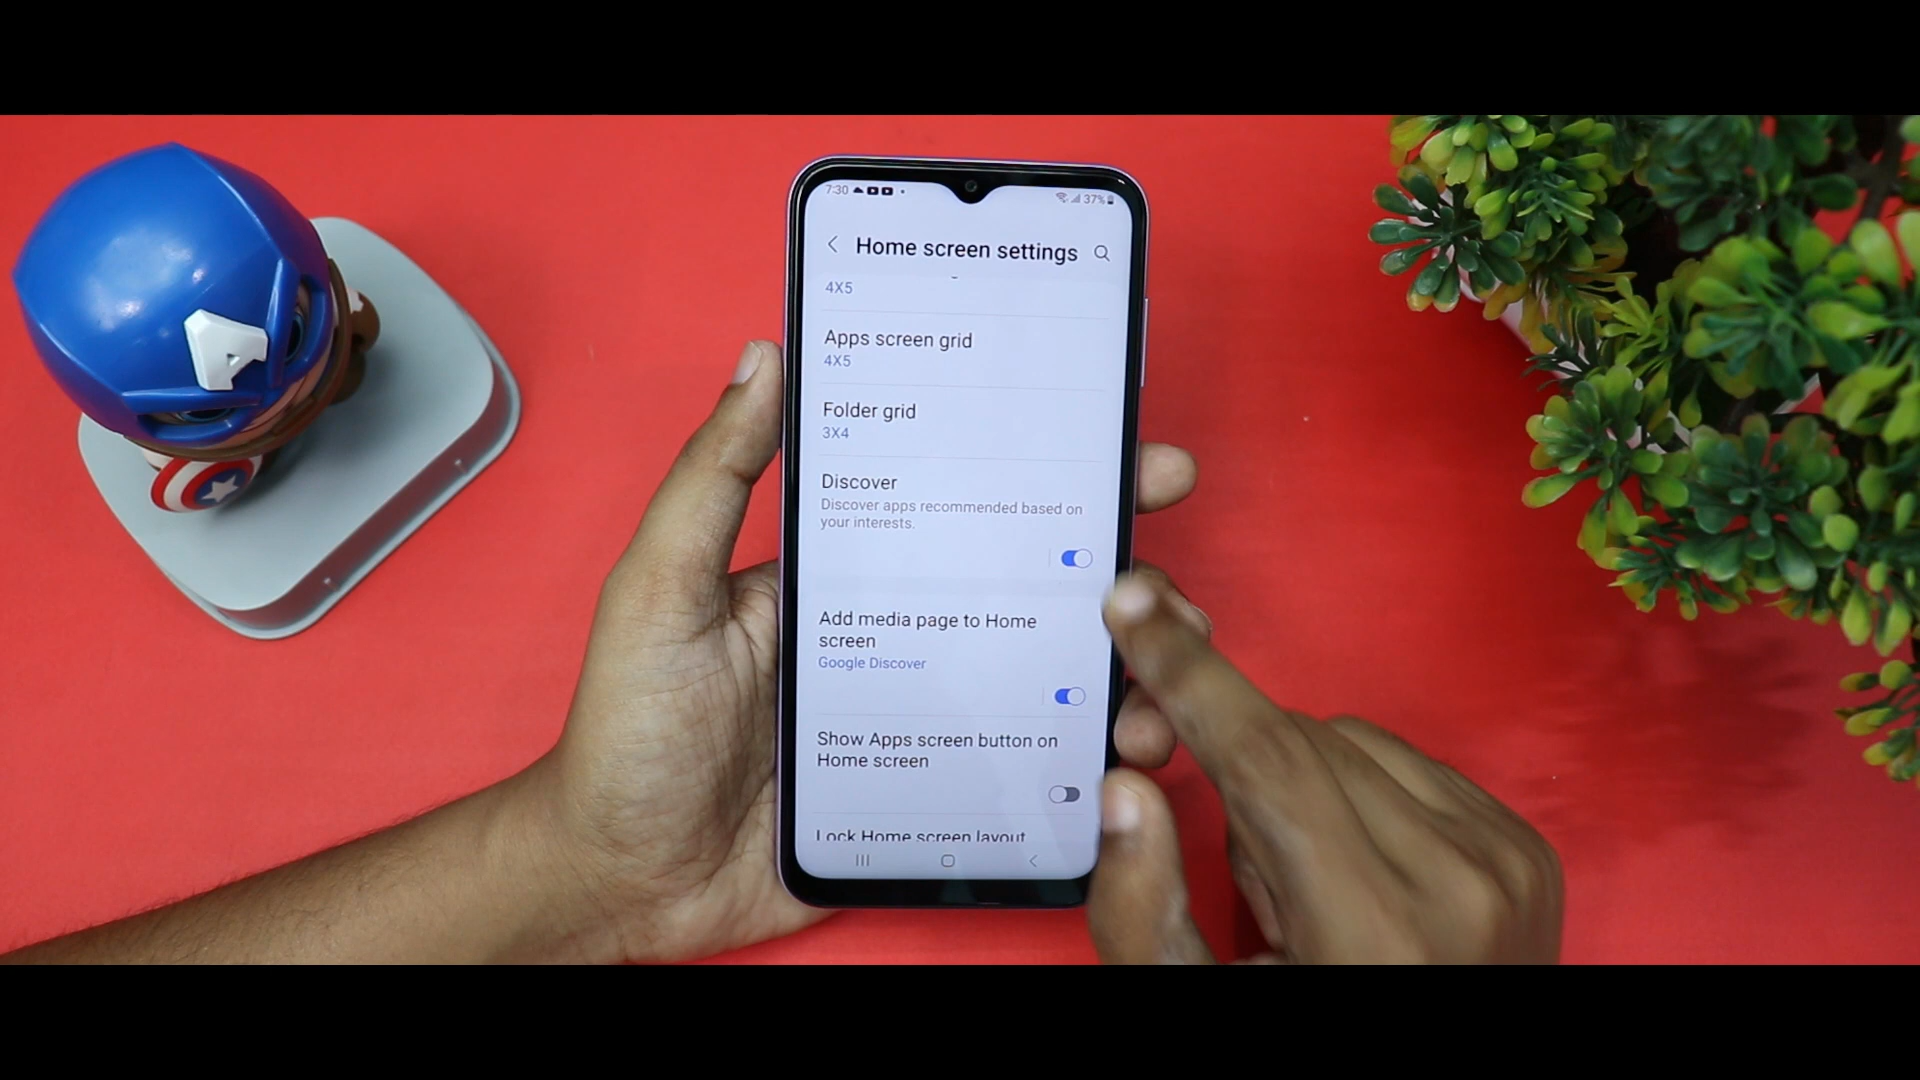 7:30
37%
Home screen settings
4X5
Apps screen grid
4X5
Folder grid
3X4
Discover
Discover apps recommended based on
your interests.
Add media page to Home
screen
Google Discover
Show Apps screen button on
Home screen
Lock Home screen layout
A